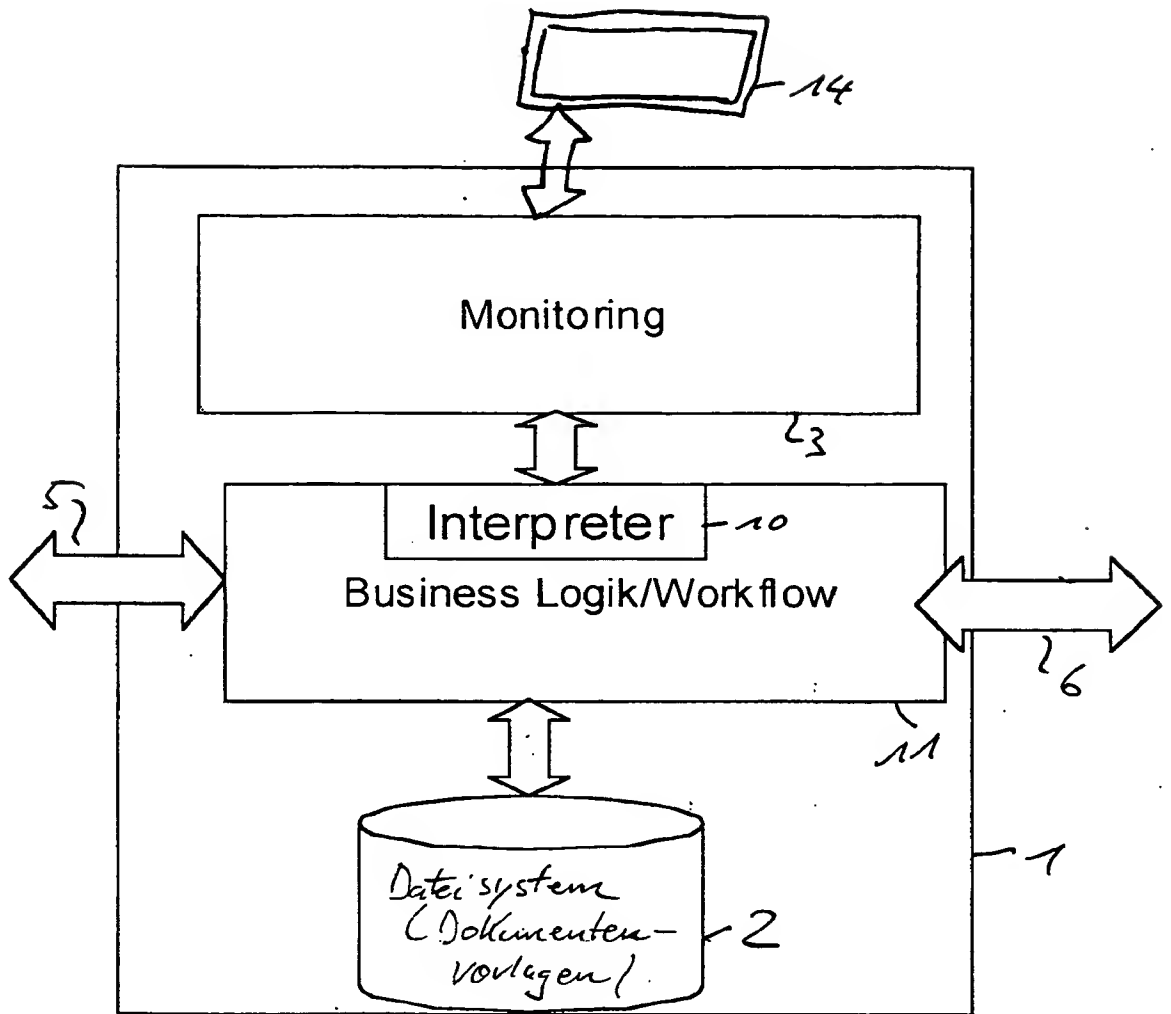 14
Monitoring
3
5
Interpreter
10
Business Logik/Workflow
6
11
1
Dateisystem
(Dokumenten-
vorlagen)
2